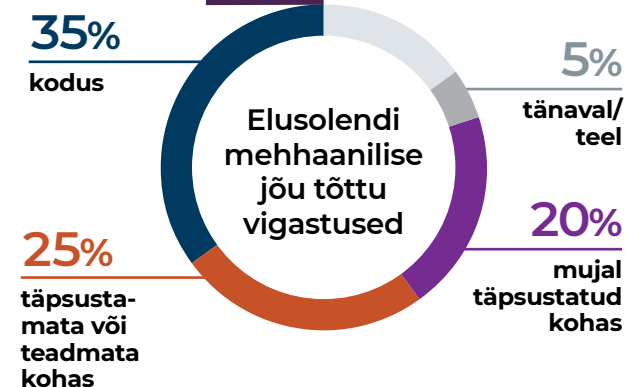 35%
kodus
5%
tänaval/
teel
Elusolendi
mehhaanilise
jõu tõttu
vigastused
20%
mujal
täpsustatud
kohas
25%
täpsusta-
mata või
teadmata
kohas